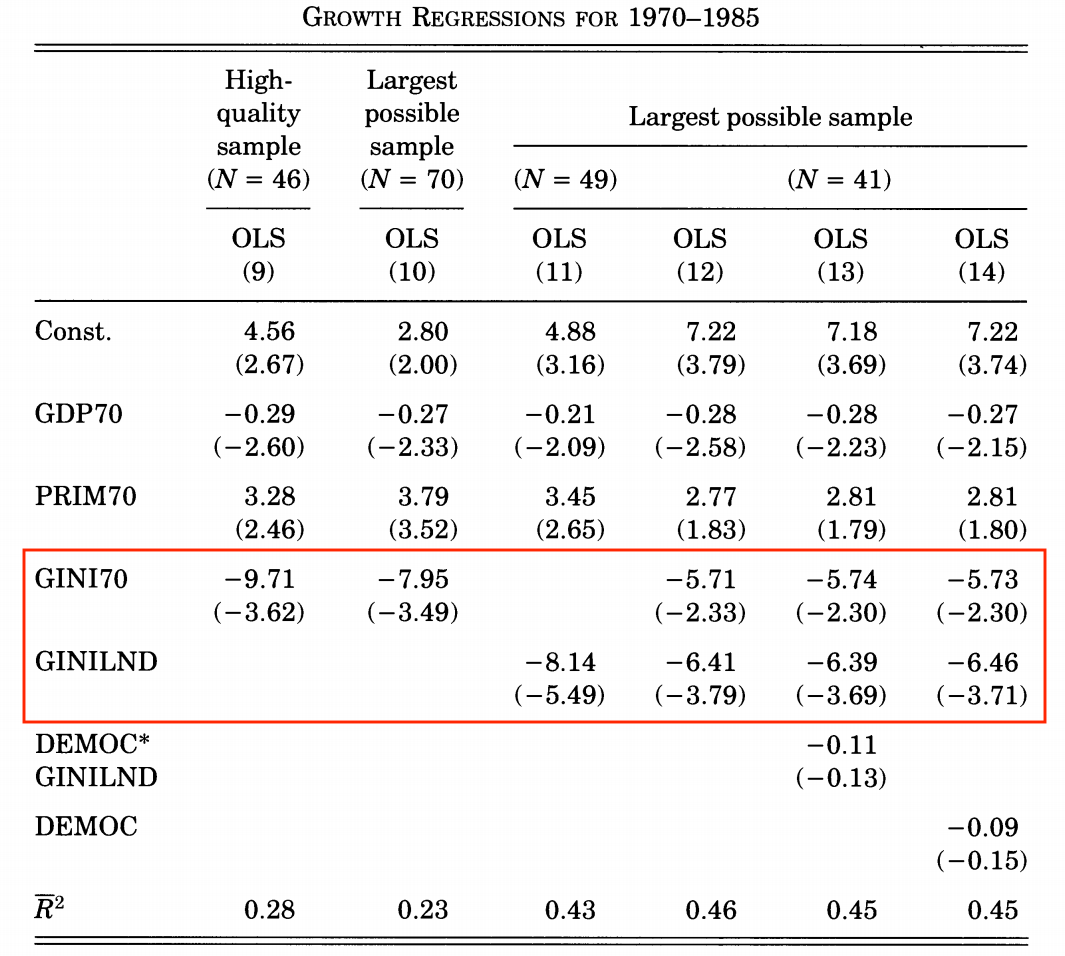 GROWTH REGRESSIONS FOR 1970–1985
High-
quality
sample
(N = 46)
Largest
possible
sample
(N = 70)
Largest possible sample
(N = 49) (N = 41)
OLS OLS OLS OLS OLS OLS
(9) (10) (11) (12) (13) (14)
Const. 4.56 2.80 4.88 7.22 7.18 7.22
(2.67) (2.00) (3.16) (3.79) (3.69) (3.74)
GDP70 −0.29 −0.27 −0.21 −0.28 −0.28 −0.27
(−2.60) (−2.33) (−2.09) (−2.58) (−2.23) (−2.15)
PRIM70 3.28 3.79 3.45 2.77 2.81 2.81
(2.46) (3.52) (2.65) (1.83) (1.79) (1.80)
GINI70 −9.71 −7.95 −5.71 −5.74 −5.73
(−3.62) (−3.49) (−2.33) (−2.30) (−2.30)
GINILND −8.14 −6.41 −6.39 −6.46
(−5.49) (−3.79) (−3.69) (−3.71)
DEMOC* −0.11
GINILND (−0.13)
DEMOC −0.09
(−0.15)
R̅² 0.28 0.23 0.43 0.46 0.45 0.45